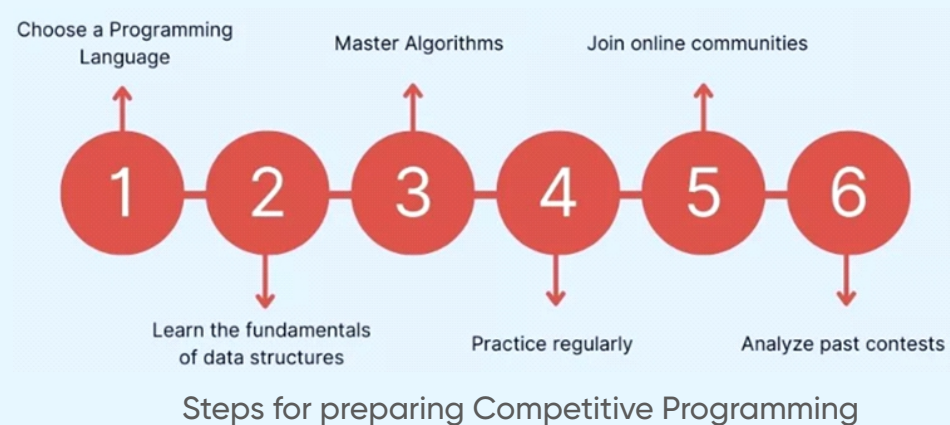 Choose a Programming
Language
Master Algorithms
Join online communities
1
2
3
4
5
6
Learn the fundamentals
of data structures
Practice regularly
Analyze past contests
Steps for preparing Competitive Programming